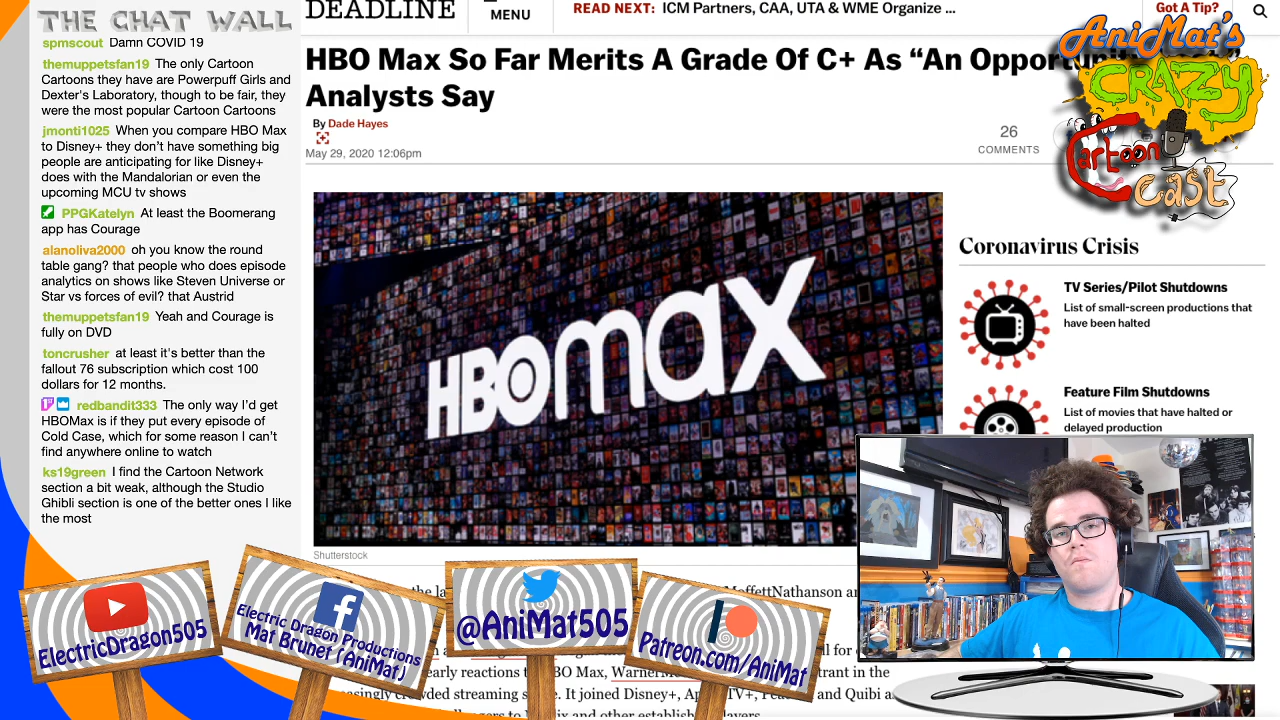 THE CHAT WALL
spmscout Damn COVID 19
themuppetsfan19 The only Cartoon
Cartoons they have are Powerpuff Girls and
Dexter's Laboratory, though to be fair, they
were the most popular Cartoon Cartoons
jmonti1025 When you compare HBO Max
to Disney+ they don't have something big
people are anticipating for like Disney+
does with the Mandalorian or even the
upcoming MCU tv shows
PPGKatelyn At least the Boomerang
app has Courage
alanoliva2000 oh you know the round
table gang? that people who does episode
analytics on shows like Steven Universe or
Star vs forces of evil? that Austrid
themuppetsfan19 Yeah and Courage is
fully on DVD
toncrusher at least it's better than the
fallout 76 subscription which cost 100
dollars for 12 months.
redbandit333 The only way I'd get
HBOMax is if they put every episode of
Cold Case, which for some reason I can't
find anywhere online to watch
ks19green I find the Cartoon Network
section a bit weak, although the Studio
Ghibli section is one of the better ones I like
the most
DEADLINE
MENU
READ NEXT: ICM Partners, CAA, UTA & WME Organize ...
Got A Tip?
HBO Max So Far Merits A Grade Of C+ As “An
Analysts Say
By Dade Hayes
May 29, 2020 12:06pm
26
COMMENTS
AniMat's
CRAZY
Cartoon
Cast
HBOmax
Shutterstock
Coronavirus Crisis
TV Series/Pilot Shutdowns
List of small-screen productions that
have been halted
Feature Film Shutdowns
List of movies that have halted or
delayed production
early reactions
and Quibi
ElectricDragon505
Electric Dragon Productions
Mat Brunet (AniMat)
@AniMat505
Patreon.com/AniMat